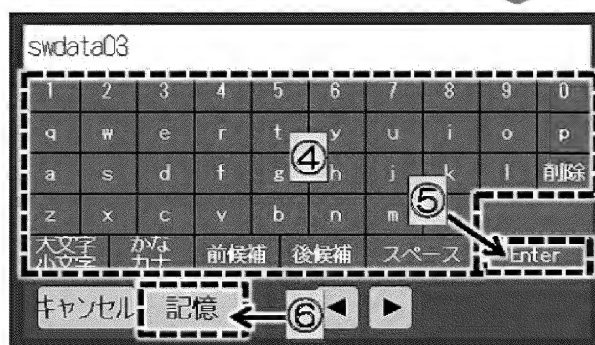 swdata03
1 2 3 4 5 6 7 8 9 0
q w e r t y u i o p
④
a s d f g h j k l 削除
⑤
z x c v b n m
大文字 小文字 かな カナ 前候補 後候補 スペース Enter
キャンセル 記憶 ⑥ ◀ ▶